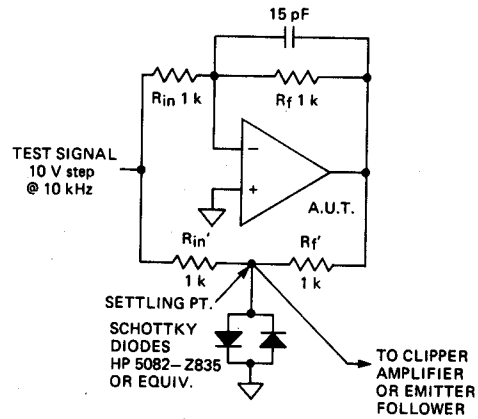 15 pF
Rin 1 k
Rf 1 k
TEST SIGNAL
10 V step
@ 10 kHz
−
+
A.U.T.
Rin'
1 k
Rf'
1 k
SETTLING PT.
SCHOTTKY
DIODES
HP 5082–Z835
OR EQUIV.
TO CLIPPER
AMPLIFIER
OR EMITTER
FOLLOWER